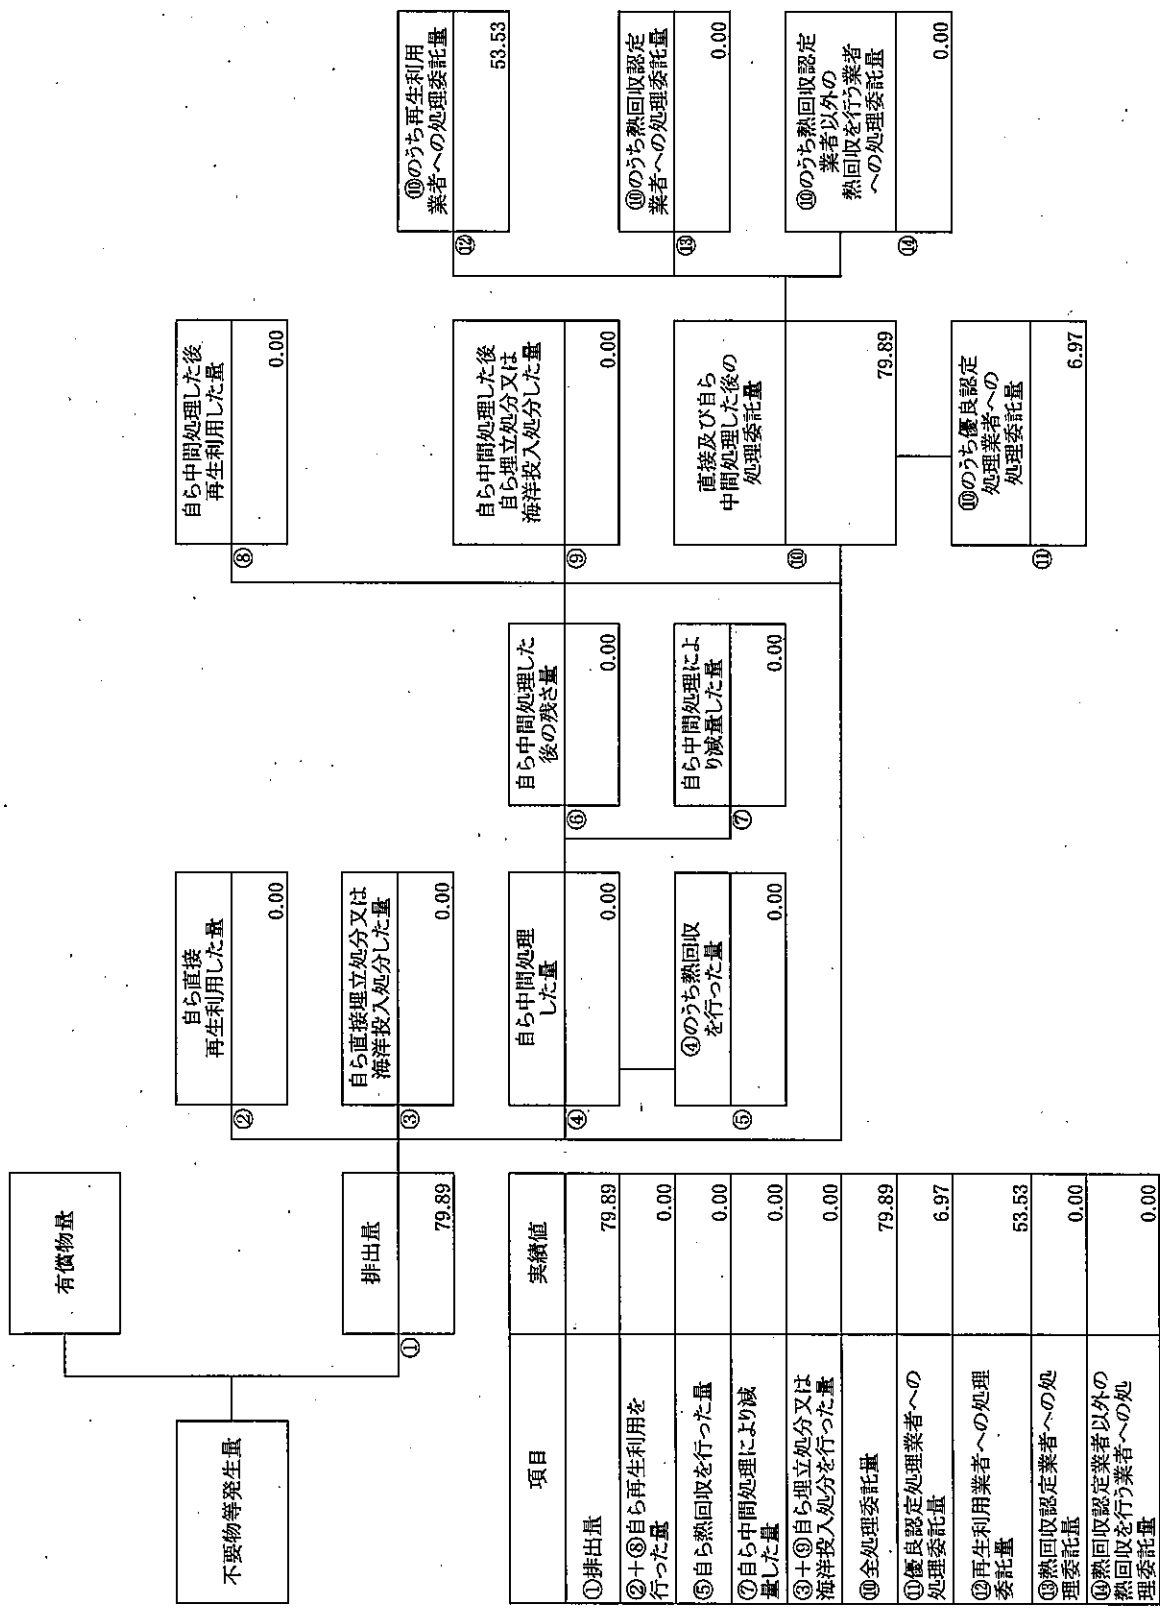 不要物等発生量
有償物量
①
排出量
79.89
②
自ら直接
再生利用した量
0.00
③
自ら直接埋立処分又は
海洋投入処分した量
0.00
④
自ら中間処理
した量
0.00
⑤
④のうち熱回収
を行った量
0.00
⑥
自ら中間処理した
後の残さ量
0.00
⑦
自ら中間処理によ
り減量した量
0.00
⑧
自ら中間処理した後
再生利用した量
0.00
⑨
自ら中間処理した後
自ら埋立処分又は
海洋投入処分した量
0.00
⑩
直接及び自ら
中間処理した後の
処理委託量
79.89
⑪
⑩のうち優良認定
処理業者への
処理委託量
6.97
⑫
⑩のうち再生利用
業者への処理委託量
53.53
⑬
⑩のうち熱回収認定
業者への処理委託量
0.00
⑭
⑩のうち熱回収認定
業者以外の
熱回収を行う業者
への処理委託量
0.00
項目 実績値
①排出量 79.89
②+⑧自ら再生利用を
行った量 0.00
⑤自ら熱回収を行った量 0.00
⑦自ら中間処理により減
量した量 0.00
③+⑨自ら埋立処分又は
海洋投入処分を行った量 0.00
⑩全処理委託量 79.89
⑪優良認定処理業者への
処理委託量 6.97
⑫再生利用業者への処理
委託量 53.53
⑬熱回収認定業者への処
理委託量 0.00
⑭熱回収認定業者以外の
熱回収を行う業者への処
理委託量 0.00